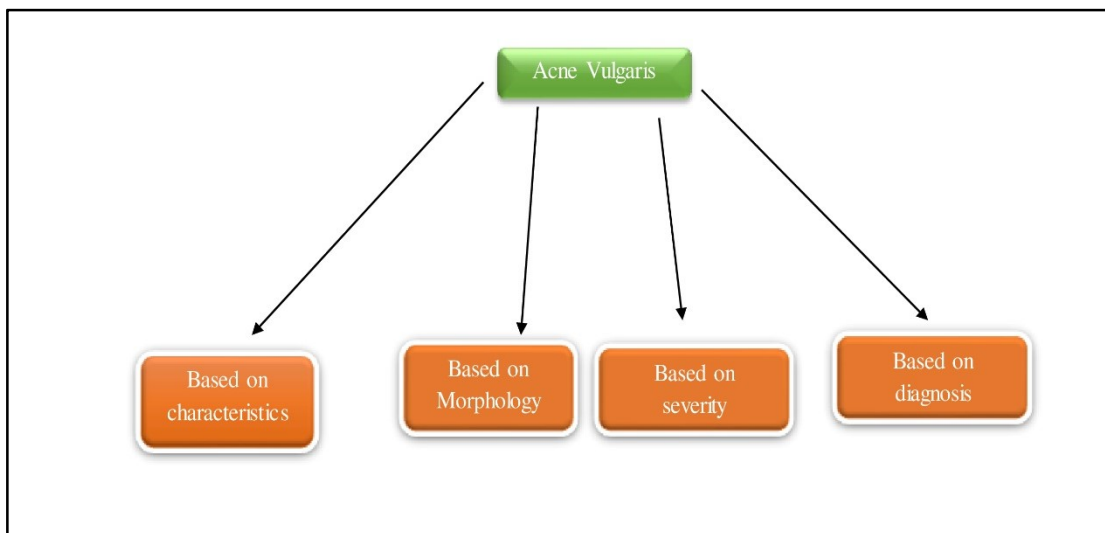 Acne Vulgaris
Based on
characteristics
Based on
Morphology
Based on
severity
Based on
diagnosis